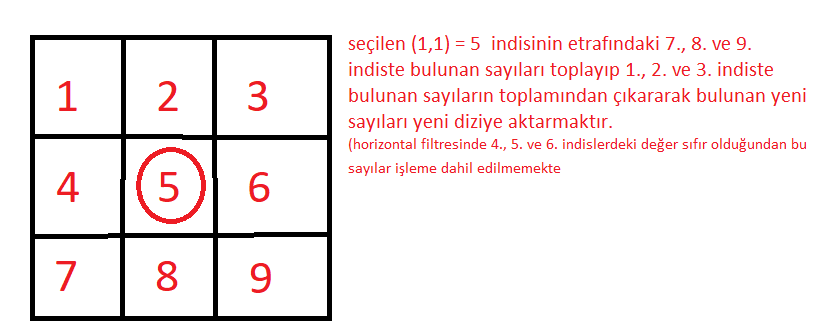 1 2 3
4 5 6
7 8 9
seçilen (1,1) = 5 indisinin etrafındaki 7., 8. ve 9.
indiste bulunan sayıları toplayıp 1., 2. ve 3. indiste
bulunan sayıların toplamından çıkararak bulunan yeni
sayıları yeni diziye aktarmaktır.
(horizontal filtresinde 4., 5. ve 6. indislerdeki değer sıfır olduğundan bu
sayılar işleme dahil edilmemekte